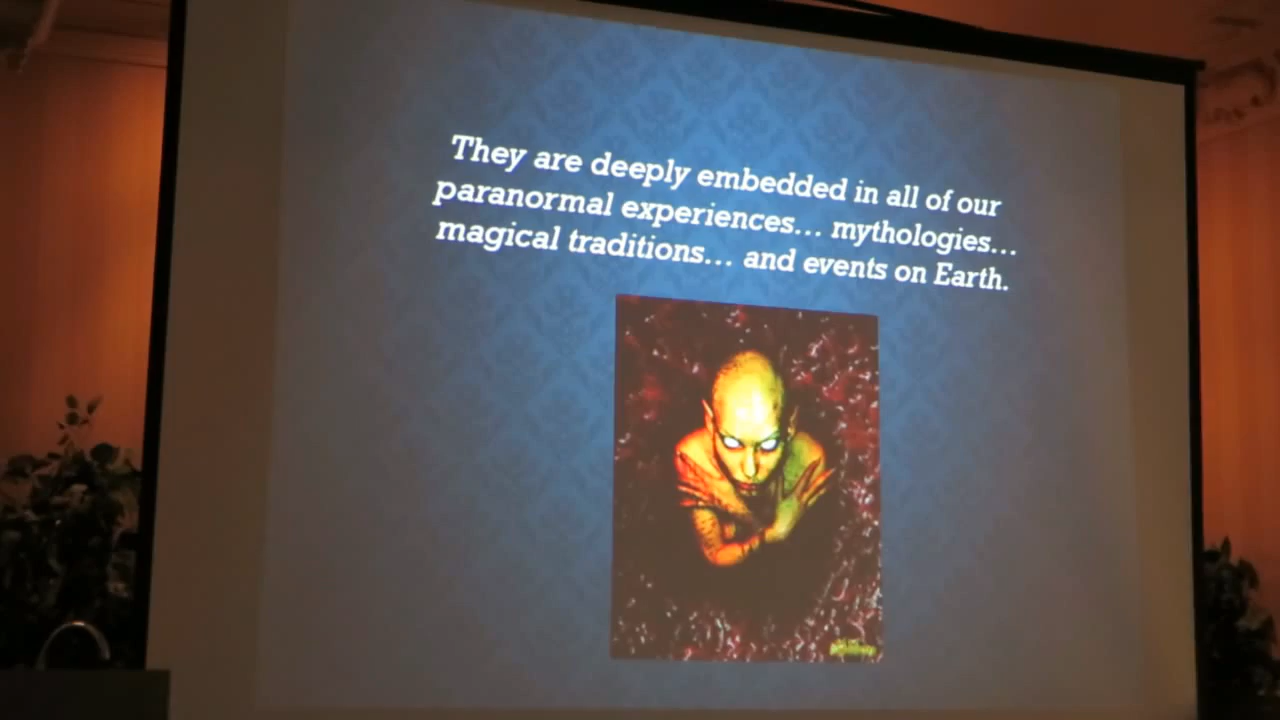 They are deeply embedded in all of our
paranormal experiences... mythologies...
magical traditions... and events on Earth.